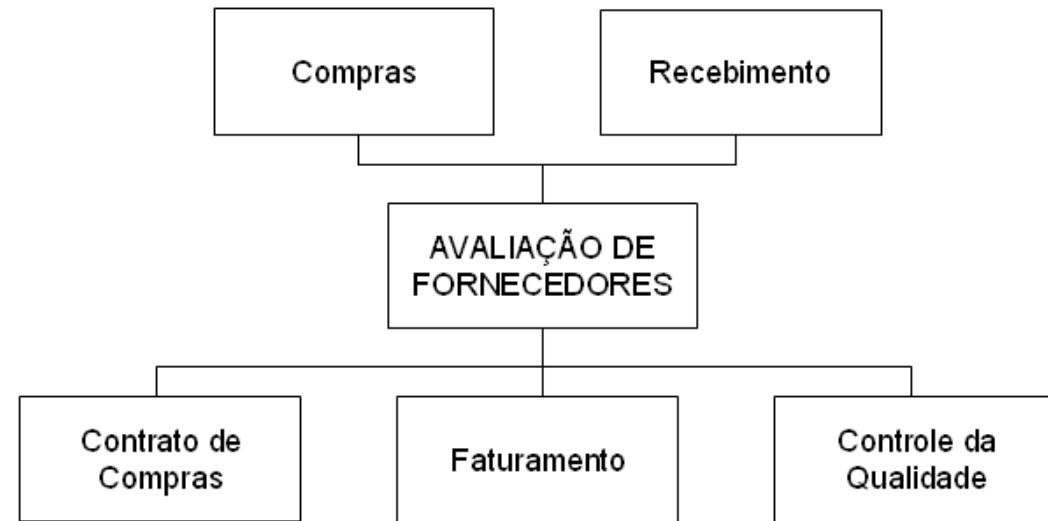 Compras
Recebimento
AVALIAÇÃO DE
FORNECEDORES
Contrato de
Compras
Faturamento
Controle da
Qualidade